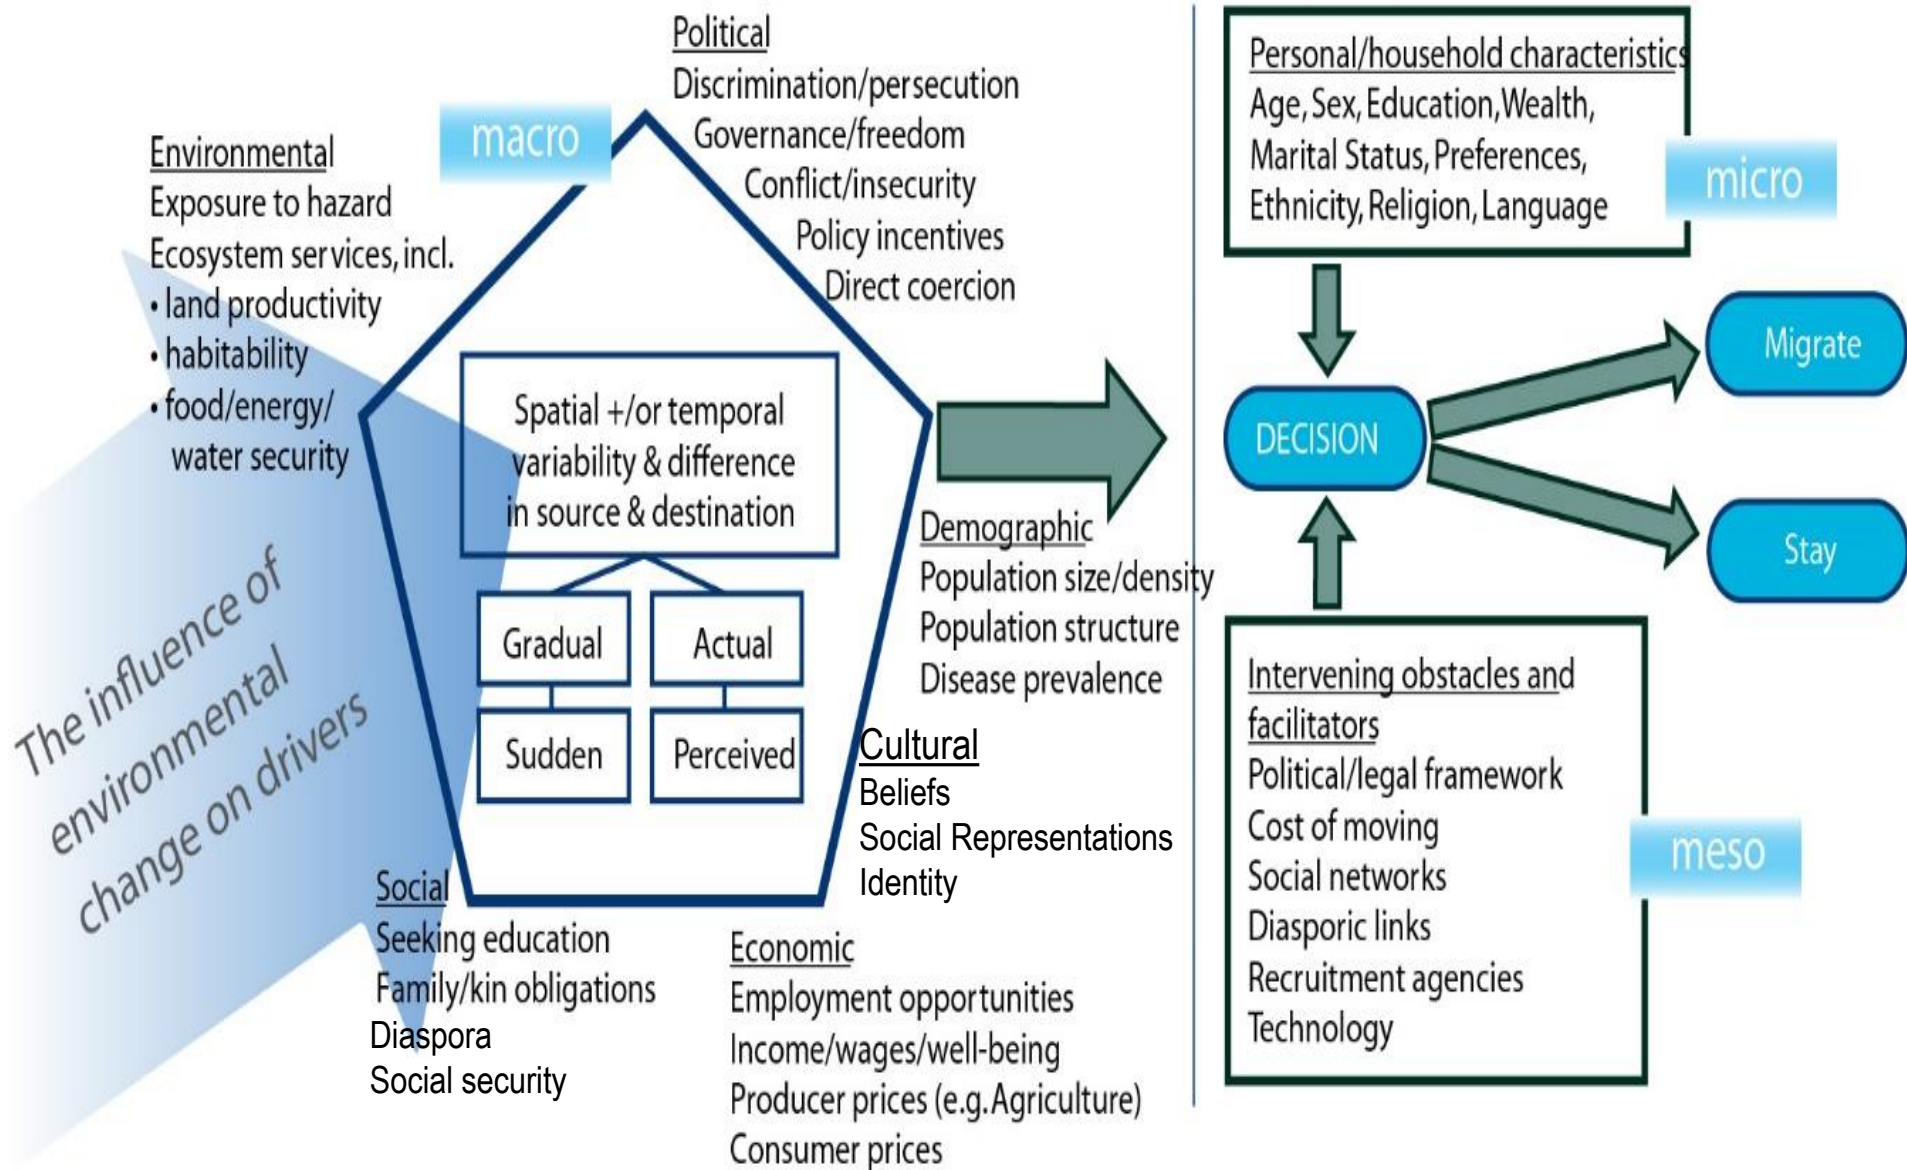 Political
Discrimination/persecution
Governance/freedom
Conflict/insecurity
Policy incentives
Direct coercion
macro
Environmental
Exposure to hazard
Ecosystem services, incl.
• land productivity
• habitability
• food/energy/
water security
Spatial +/or temporal
variability & difference
in source & destination
Gradual
Actual
Sudden
Perceived
The influence of
environmental
change on drivers
Demographic
Population size/density
Population structure
Disease prevalence
Cultural
Beliefs
Social Representations
Identity
Social
Seeking education
Family/kin obligations
Diaspora
Social security
Economic
Employment opportunities
Income/wages/well-being
Producer prices (e.g. Agriculture)
Consumer prices
Personal/household characteristics
Age, Sex, Education, Wealth,
Marital Status, Preferences,
Ethnicity, Religion, Language
micro
DECISION
Migrate
Stay
Intervening obstacles and
facilitators
Political/legal framework
Cost of moving
Social networks
Diasporic links
Recruitment agencies
Technology
meso